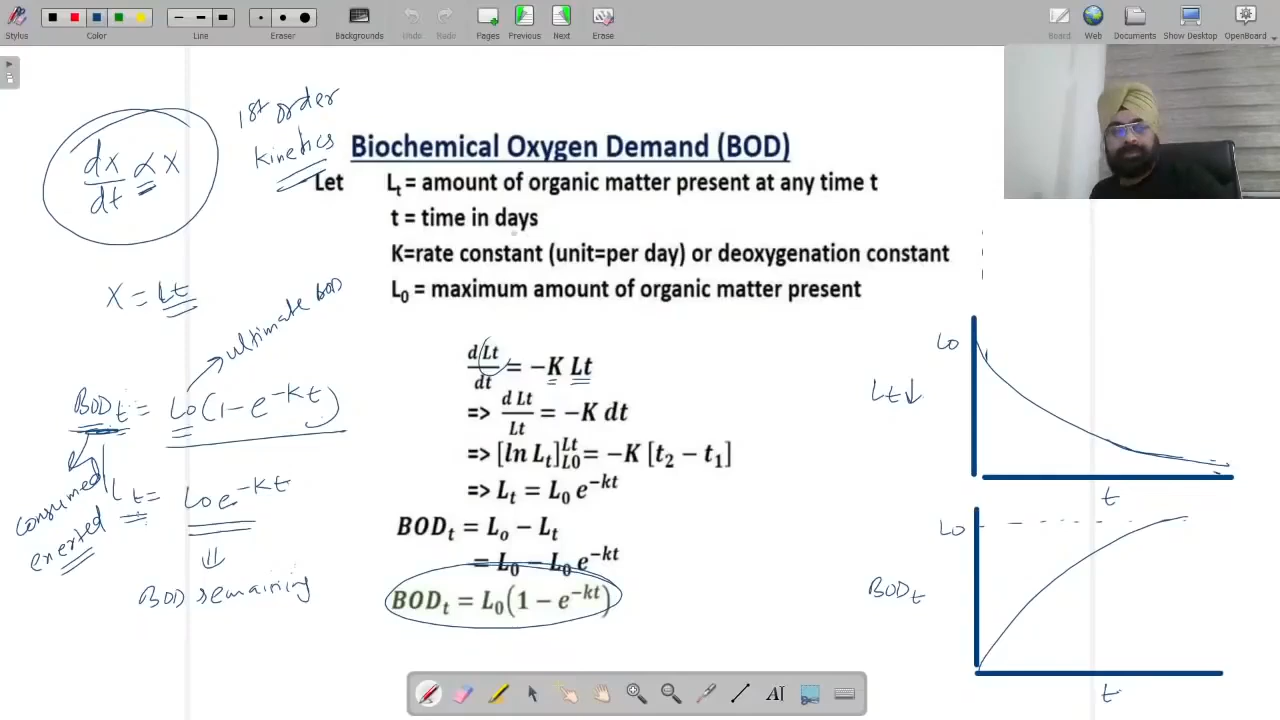 Stylus Color Line Eraser Backgrounds Undo Redo Pages Previous Next Erase Board Web Documents Show Desktop OpenBoard
1st order
kinetics
dx/dt α x
X = Lt
Biochemical Oxygen Demand (BOD)
Let Lt = amount of organic matter present at any time t
t = time in days
K=rate constant (unit=per day) or deoxygenation constant
L0 = maximum amount of organic matter present
d Lt/dt = −K Lt
=> d Lt/Lt = −K dt
=> [ln Lt]Lt L0 = −K [t2 − t1]
=> Lt = L0 e^−kt
BODt = Lo − Lt
= L0 − L0 e^−kt
BODt = L0(1 − e^−kt)
ultimate BOD
BODt = Lo(1 − e^−Kt)
consumed
exerted
Lt = Lo e^−Kt
BOD remaining
Lo
Lt↓
t
Lo
BODt
t